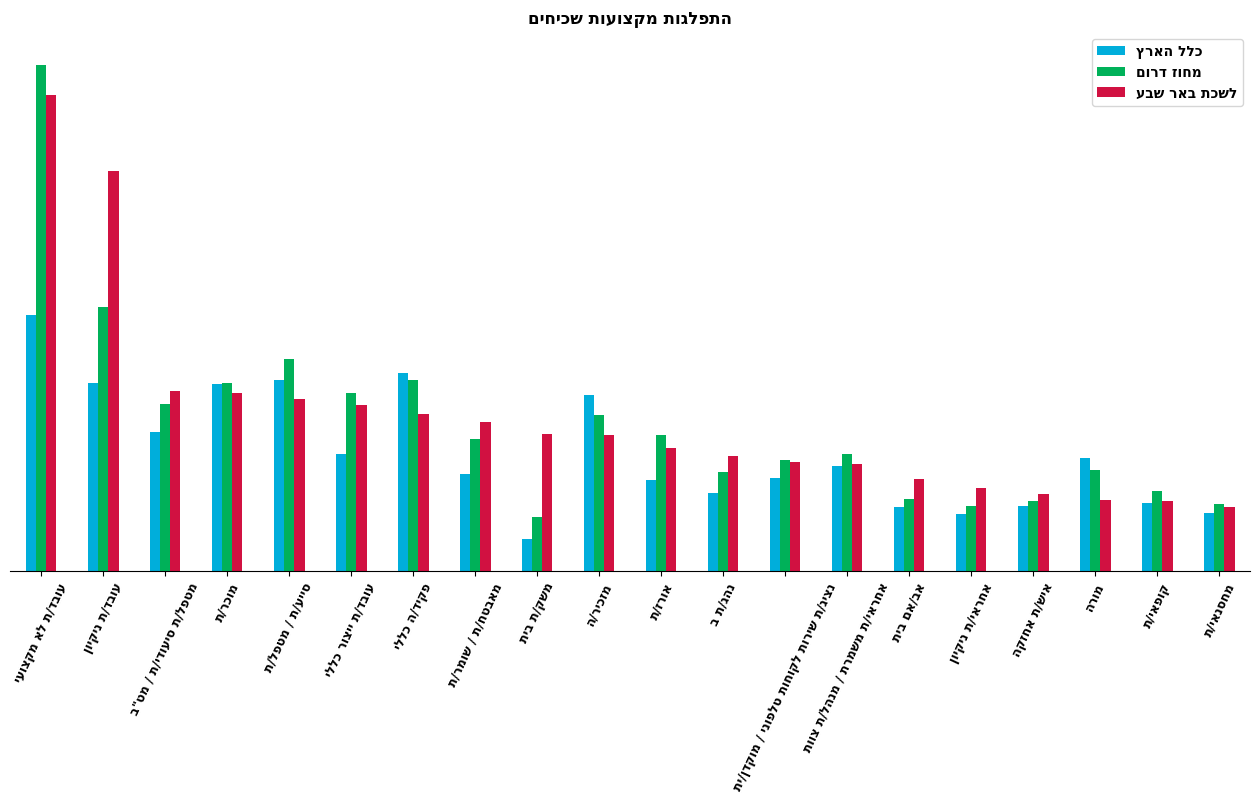 התפלגות מקצועות שכיחים
כלל הארץ
מחוז דרום
לשכת באר שבע
עובד/ת לא מקצועי
עובד/ת ניקיון
מטפל/ת סיעודי/ת / מט"ב
מוכר/ת
סייע/ת / מטפל/ת
עובד/ת ייצור כללי
פקיד/ה כללי
מאבטח/ת / שומר/ת
משק/ת בית
מזכיר/ה
אורז/ת
נהג/ת ב
נציג/ת שירות לקוחות טלפוני / מוקדן/ית
אחראי/ת משמרת / מנהל/ת צוות
אב/אם בית
אחראי/ת ניקיון
איש/ת אחזקה
מורה
קופאי/ת
מחסנאי/ת